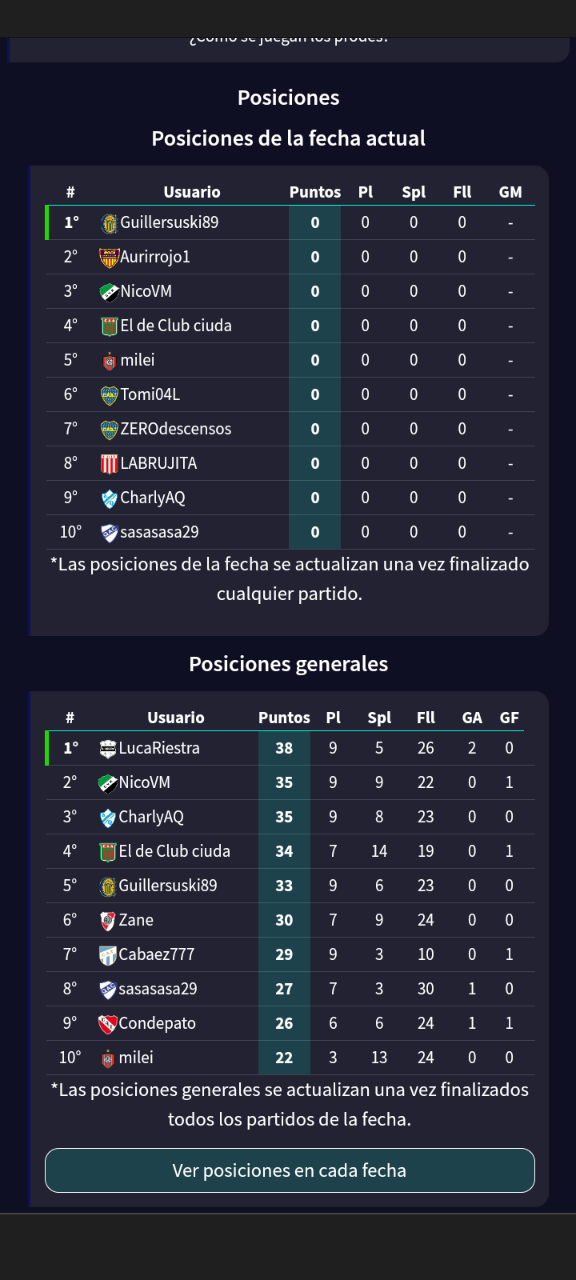 ¿Cómo se juegan los prodes?
Posiciones
Posiciones de la fecha actual
# Usuario Puntos Pl Spl Fll GM
1° Guillersuski89 0 0 0 0 -
2° Aurirrojo1 0 0 0 0 -
3° NicoVM 0 0 0 0 -
4° El de Club ciuda 0 0 0 0 -
5° milei 0 0 0 0 -
6° Tomi04L 0 0 0 0 -
7° ZEROdescensos 0 0 0 0 -
8° LABRUJITA 0 0 0 0 -
9° CharlyAQ 0 0 0 0 -
10° sasasasa29 0 0 0 0 -
*Las posiciones de la fecha se actualizan una vez finalizado
cualquier partido.
Posiciones generales
# Usuario Puntos Pl Spl Fll GA GF
1° LucaRiestra 38 9 5 26 2 0
2° NicoVM 35 9 9 22 0 1
3° CharlyAQ 35 9 8 23 0 0
4° El de Club ciuda 34 7 14 19 0 1
5° Guillersuski89 33 9 6 23 0 0
6° Zane 30 7 9 24 0 0
7° Cabaez777 29 9 3 10 0 1
8° sasasasa29 27 7 3 30 1 0
9° Condepato 26 6 6 24 1 1
10° milei 22 3 13 24 0 0
*Las posiciones generales se actualizan una vez finalizados
todos los partidos de la fecha.
Ver posiciones en cada fecha